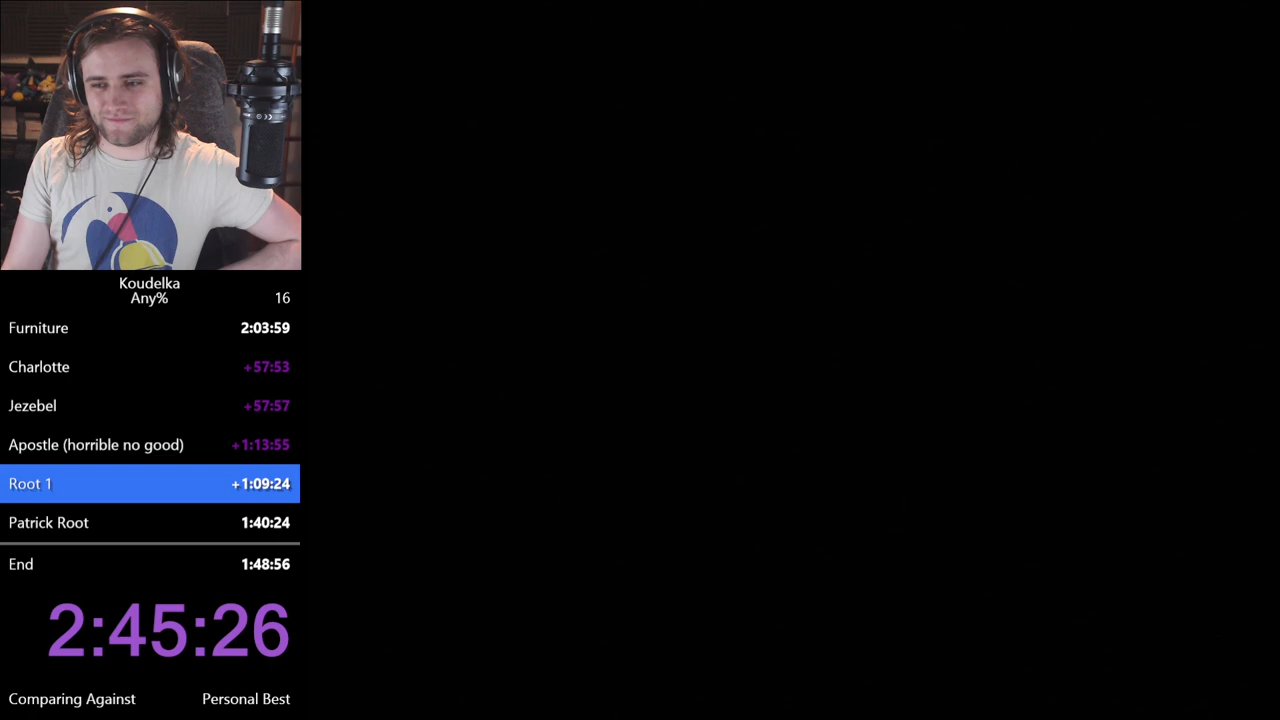 Koudelka
Any%
16
Furniture 2:03:59
Charlotte +57:53
Jezebel +57:57
Apostle (horrible no good) +1:13:55
Root 1 +1:09:24
Patrick Root 1:40:24
End 1:48:56
2:45:26
Comparing Against Personal Best